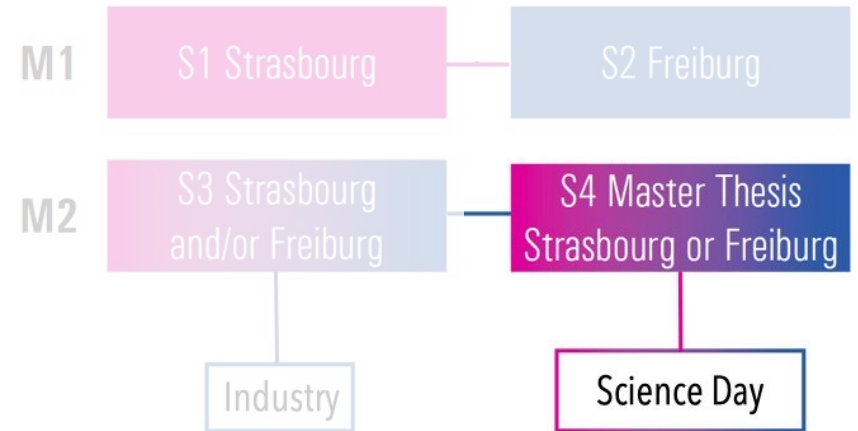 M1
S1 Strasbourg
S2 Freiburg
M2
S3 Strasbourg
and/or Freiburg
S4 Master Thesis
Strasbourg or Freiburg
Industry
Science Day